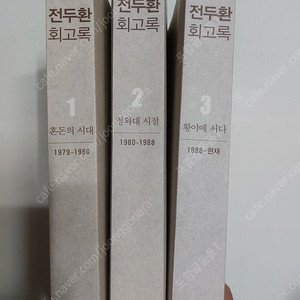 전두환
회고록
1
혼돈의 시대
1979-1980
전두환
회고록
2
청와대 시절
1980-1988
전두환
회고록
3
황야에 서다
1988-현재